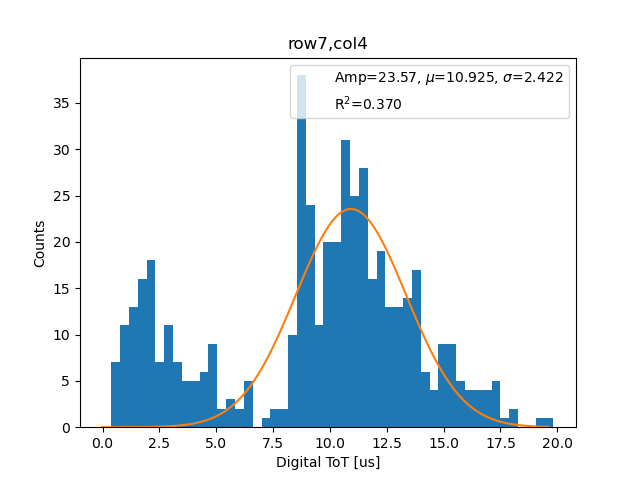 row7,col4
Amp=23.57, μ=10.925, σ=2.422
R²=0.370
Counts
35
30
25
20
15
10
5
0
0.0 2.5 5.0 7.5 10.0 12.5 15.0 17.5 20.0
Digital ToT [us]